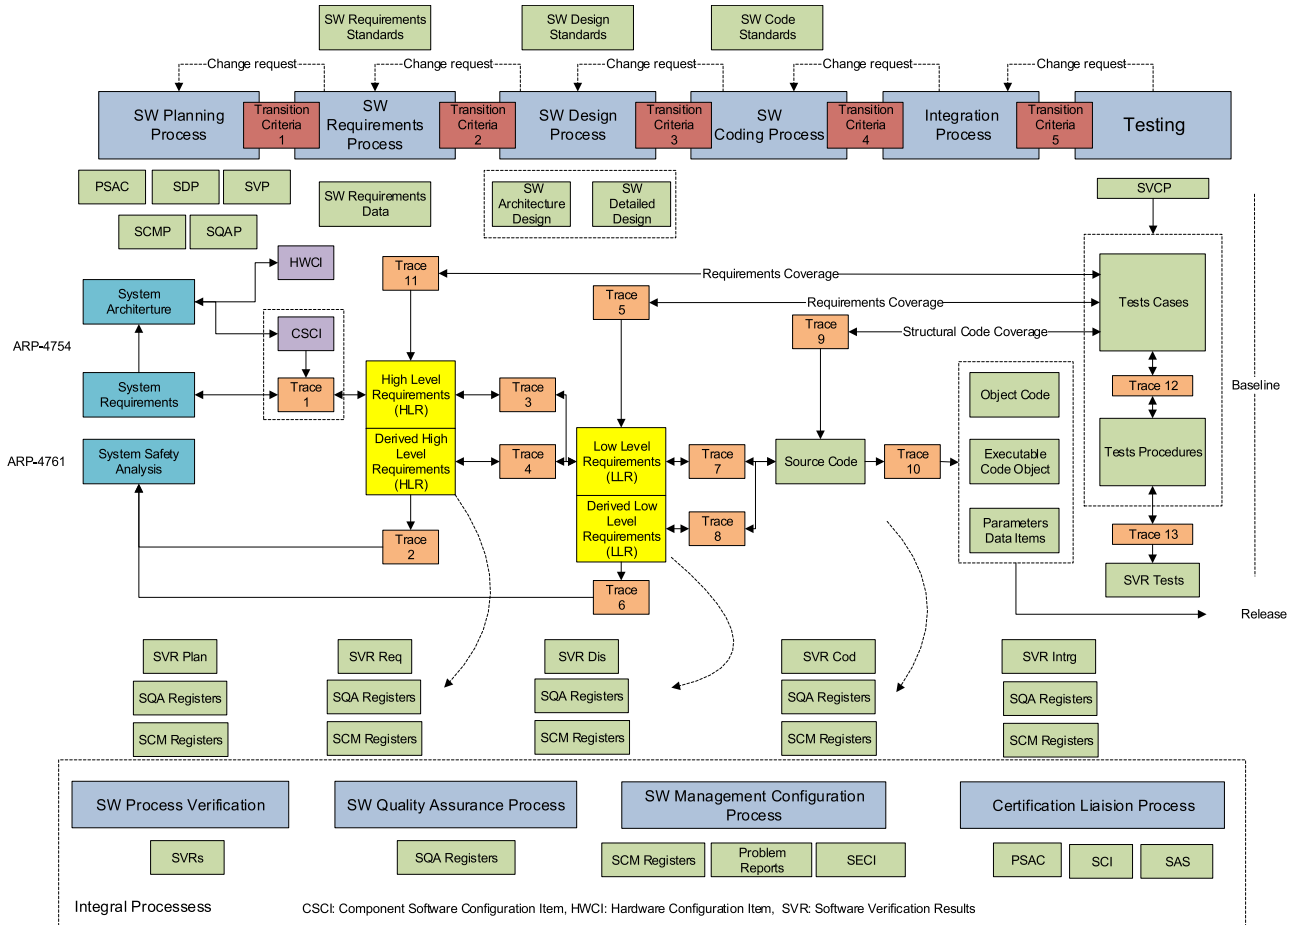 SW Requirements
Standards
SW Design
Standards
SW Code
Standards
Change request
Change request
Change request
Change request
Change request
SW Planning
Process
Transition
Criteria
1
SW
Requirements
Process
Transition
Criteria
2
SW Design
Process
Transition
Criteria
3
SW
Coding Process
Transition
Criteria
4
Integration
Process
Transition
Criteria
5
Testing
PSAC
SDP
SVP
SCMP
SQAP
SW Requirements
Data
SW
Architecture
Design
SW
Detailed
Design
SVCP
HWCI
System
Architerture
CSCI
ARP-4754
System
Requirements
Trace
1
ARP-4761
System Safety
Analysis
Trace
11
Requirements Coverage
Trace
5
Requirements Coverage
Trace
9
Structural Code Coverage
Tests Cases
High Level
Requirements
(HLR)
Derived High
Level
Requirements
(HLR)
Trace
3
Trace
4
Trace
2
Low Level
Requirements
(LLR)
Derived Low
Level
Requirements
(LLR)
Trace
7
Trace
8
Trace
6
Source Code
Trace
10
Object Code
Executable
Code Object
Parameters
Data Items
Trace 12
Tests Procedures
Trace 13
SVR Tests
Baseline
Release
SVR Plan
SQA Registers
SCM Registers
SVR Req
SQA Registers
SCM Registers
SVR Dis
SQA Registers
SCM Registers
SVR Cod
SQA Registers
SCM Registers
SVR Intrg
SQA Registers
SCM Registers
SW Process Verification
SW Quality Assurance Process
SW Management Configuration
Process
Certification Liaision Process
SVRs
SQA Registers
SCM Registers
Problem
Reports
SECI
PSAC
SCI
SAS
Integral Processess
CSCI: Component Software Configuration Item, HWCI: Hardware Configuration Item, SVR: Software Verification Results